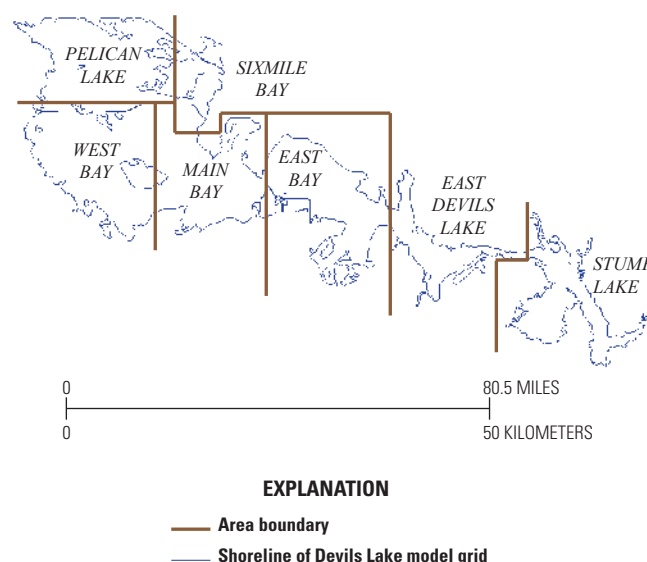 PELICAN
LAKE
SIXMILE
BAY
WEST
BAY
MAIN
BAY
EAST
BAY
EAST
DEVILS
LAKE
STUMP
LAKE
0
80.5 MILES
0
50 KILOMETERS
EXPLANATION
Area boundary
Shoreline of Devils Lake model grid